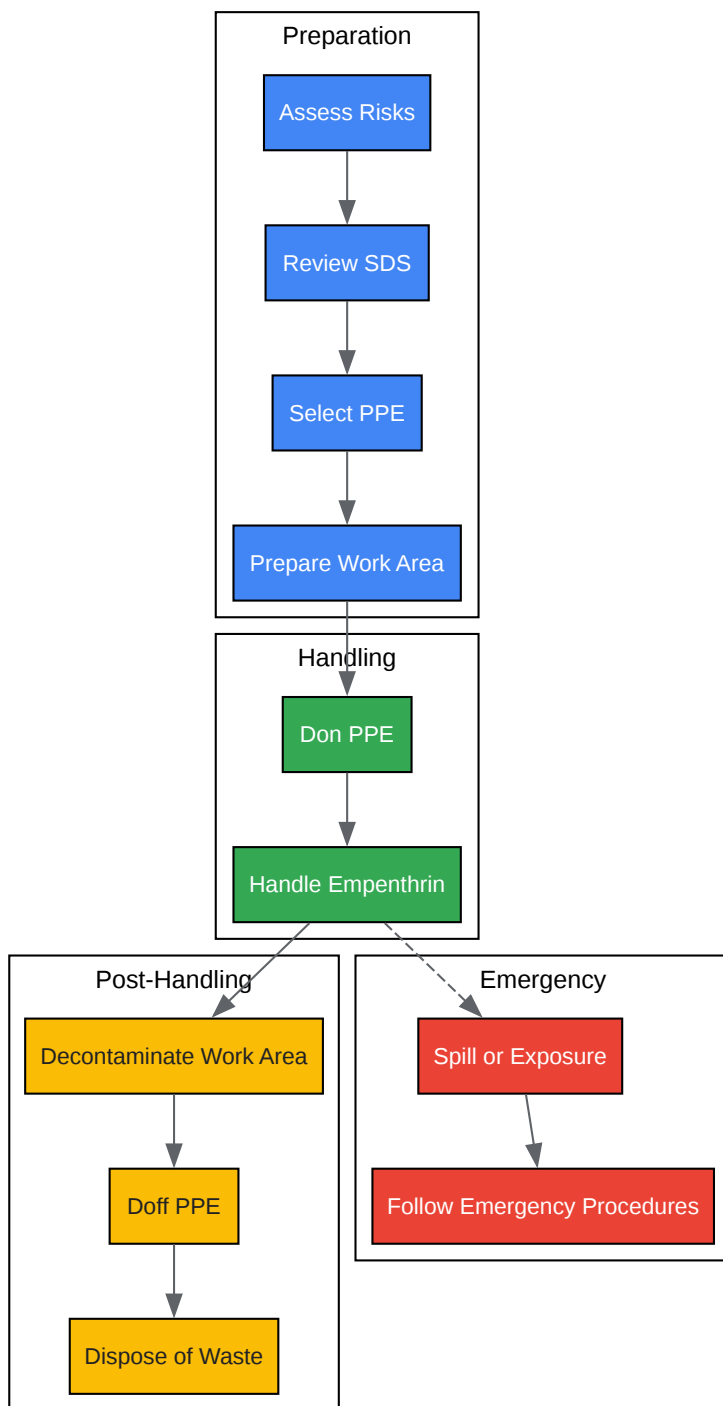 Preparation
Assess Risks
Review SDS
Select PPE
Prepare Work Area
Handling
Don PPE
Handle Empenthrin
Post-Handling
Decontaminate Work Area
Doff PPE
Dispose of Waste
Emergency
Spill or Exposure
Follow Emergency Procedures